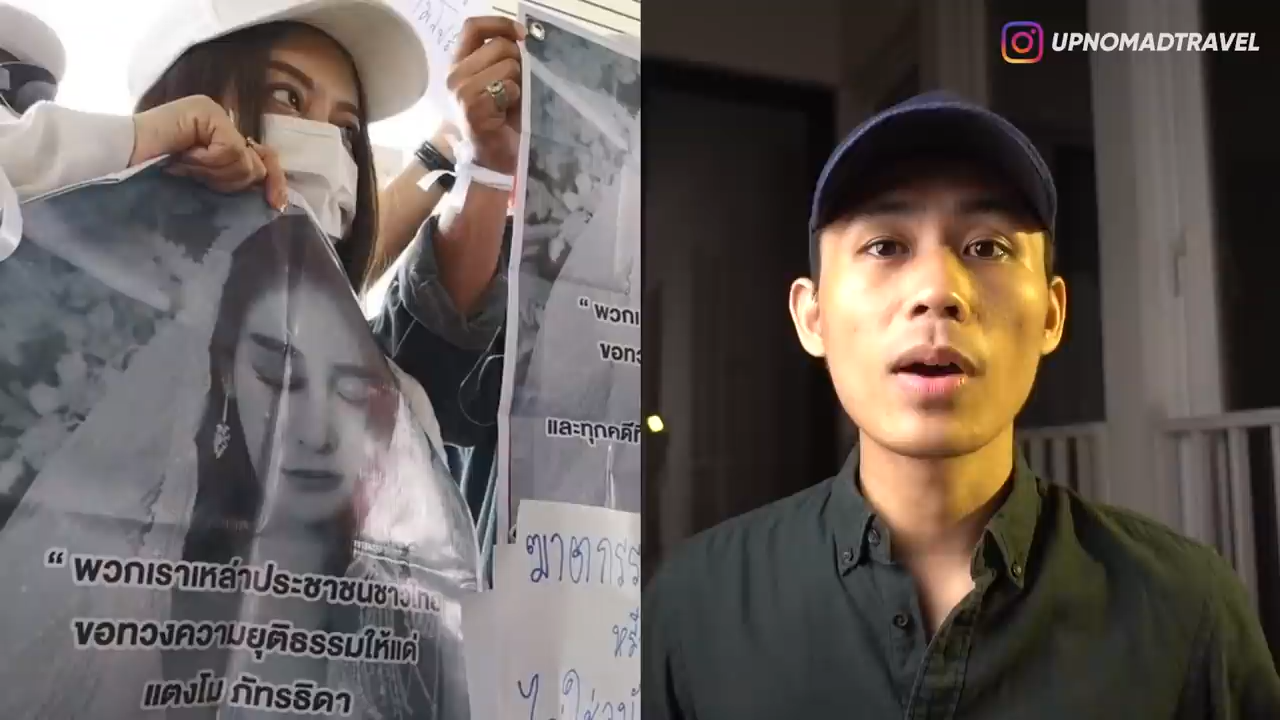 UPNOMADTRAVEL
“ พวกเราเหล่าประชาชนชาวไทย
ขอทวงความยุติธรรมให้แด่
แตงโม ภัทรธิดา
“ พวก
ขอทว
และทุกคดีที่
ฆาตกรร